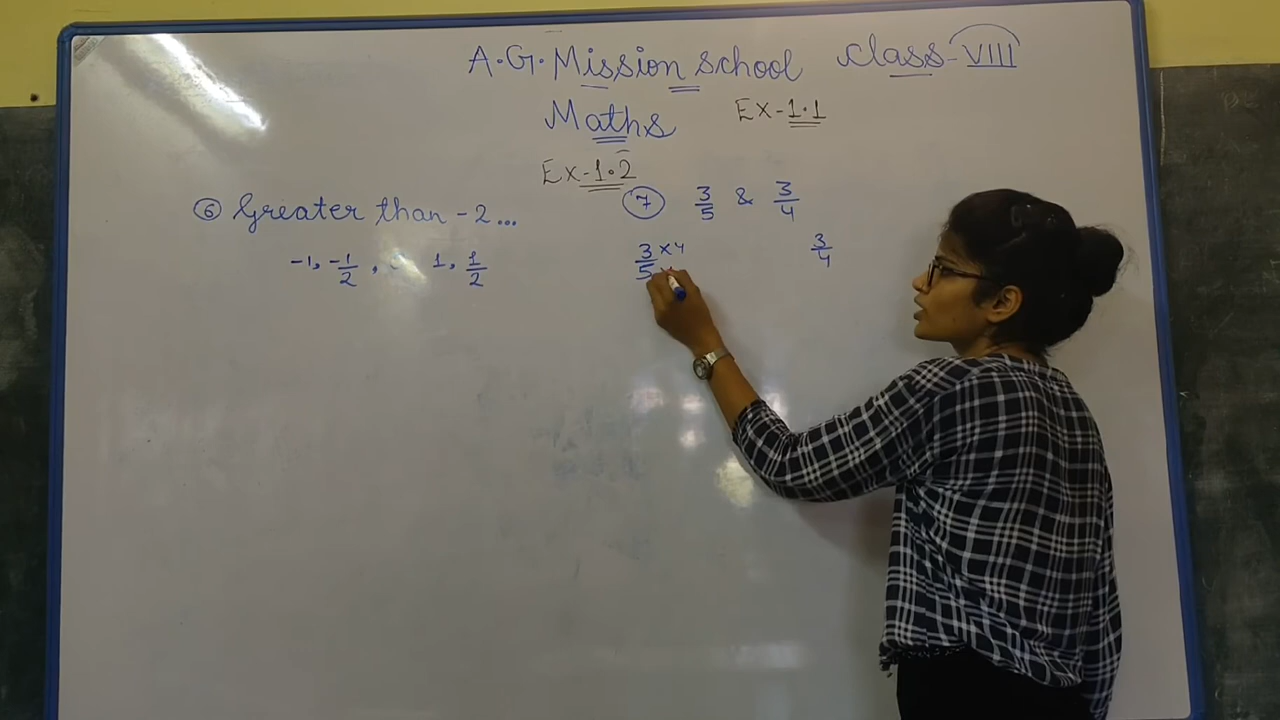 A.G. Mission school class-VIII
Maths Ex-1.1
Ex-1.2
⑥ Greater than -2...
-1, -1/2, . . 1, 1/2
⑦ 3/5 & 3/4
3/5 ×4
3/4